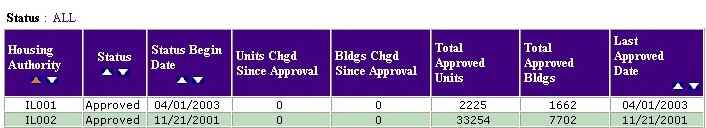 Status : ALL
Housing Authority
Status
Status Begin Date
Units Chgd Since Approval
Bldgs Chgd Since Approval
Total Approved Units
Total Approved Bldgs
Last Approved Date
IL001 Approved 04/01/2003 0 0 2225 1662 04/01/2003
IL002 Approved 11/21/2001 0 0 33254 7702 11/21/2001